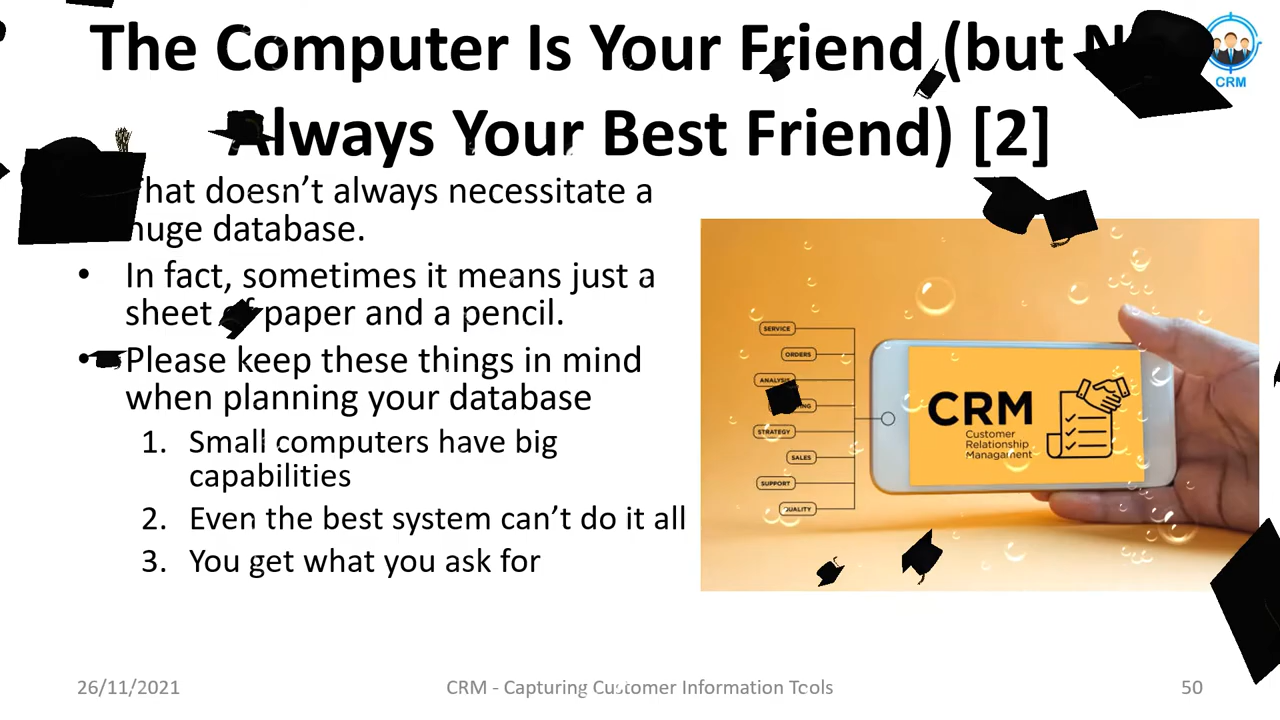 The Computer Is Your Friend (but
Always Your Best Friend) [2]
CRM
That doesn't always necessitate a
huge database.
• In fact, sometimes it means just a
sheet of paper and a pencil.
• Please keep these things in mind
when planning your database
1. Small computers have big
capabilities
2. Even the best system can't do it all
3. You get what you ask for
SERVICE
ORDERS
ANALYSIS
STRATEGY
SALES
SUPPORT
QUALITY
CRM
Customer
Relationship
Managament
26/11/2021 CRM - Capturing Customer Information Tools 50